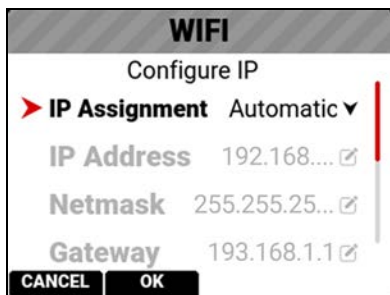 WIFI
Configure IP
IP Assignment Automatic
IP Address 192.168....
Netmask 255.255.25...
Gateway 193.168.1.1
CANCEL OK